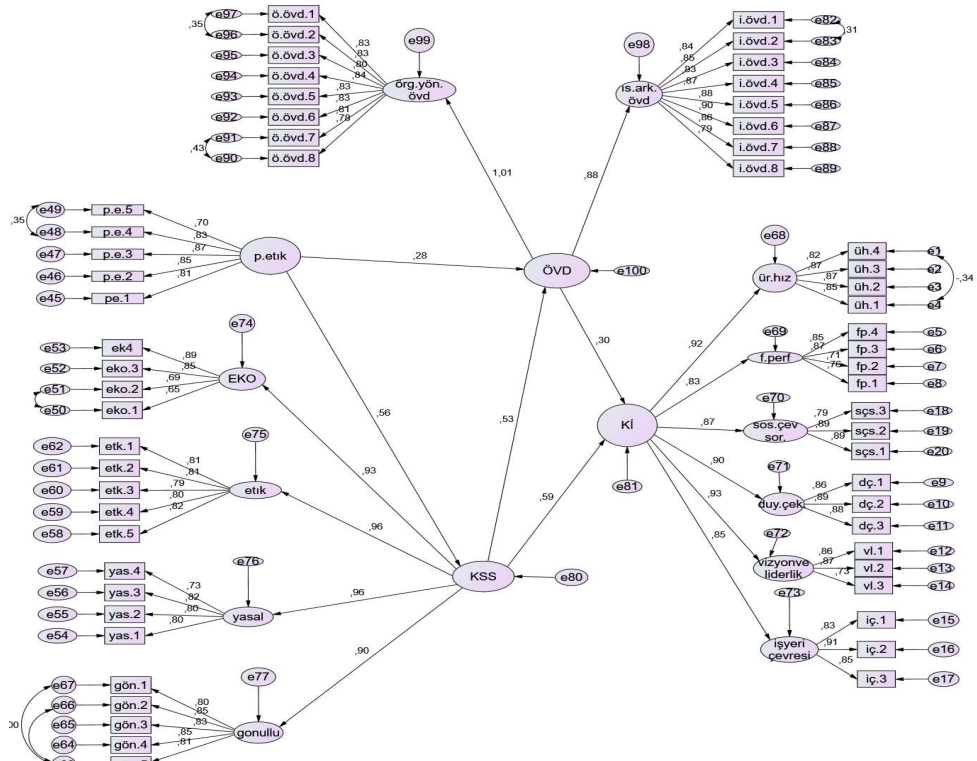 e97 ö.övd.1
,35
e96 ö.övd.2
e95 ö.övd.3
e94 ö.övd.4
e93 ö.övd.5
e92 ö.övd.6
e91 ö.övd.7
,43
e90 ö.övd.8
,83
,83
,80
,84
,83
,83
,81
,78
e99
örg.yön.
övd
e98
is.ark.
övd
,84
,85
,83
,87
,88
,90
,86
,79
i.övd.1 e82
,31
i.övd.2 e83
i.övd.3 e84
i.övd.4 e85
i.övd.5 e86
i.övd.6 e87
i.övd.7 e88
i.övd.8 e89
1,01
,88
e49 p.e.5
,35
e48 p.e.4
e47 p.e.3
e46 p.e.2
e45 pe.1
,70
,83
,87
,85
,81
p.etık
,28
ÖVD
e100
e68
ür.hız
,82
,87
,87
,85
üh.4 e1
üh.3 e2
-,34
üh.2 e3
üh.1 e4
e74
e53 ek4
e52 eko.3
e51 eko.2
e50 eko.1
,89
,85
,69
,65
EKO
,56
,53
,30
,92
,83
e69
f.perf
,85
,87
,71
,76
fp.4 e5
fp.3 e6
fp.2 e7
fp.1 e8
Kİ
e81
,87
e70
sos.çev
sor.
,79
,89
,89
sçs.3 e18
sçs.2 e19
sçs.1 e20
e75
e62 etk.1
e61 etk.2
e60 etk.3
e59 etk.4
e58 etk.5
,81
,81
,79
,80
,82
etık
,93
,96
,59
,90
e71
duy.çek
,86
,89
,88
dç.1 e9
dç.2 e10
dç.3 e11
,93
e72
vizyonve
liderlik
,86
,87
,73
vl.1 e12
vl.2 e13
vl.3 e14
,85
e73
işyeri
çevresi
,83
,91
,85
iç.1 e15
iç.2 e16
iç.3 e17
e76
e57 yas.4
e56 yas.3
e55 yas.2
e54 yas.1
,73
,82
,80
,80
yasal
,96
KSS
e80
,90
e77
e67 gön.1
e66 gön.2
e65 gön.3
e64 gön.4
,80
,85
,83
,85
,81
gonullu